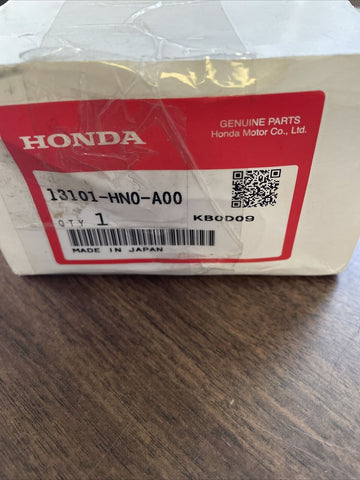 GENUINE PARTS
Honda Motor Co., Ltd.
HONDA
13101-HN0-A00
QTY 1
KB0D09
MADE IN JAPAN